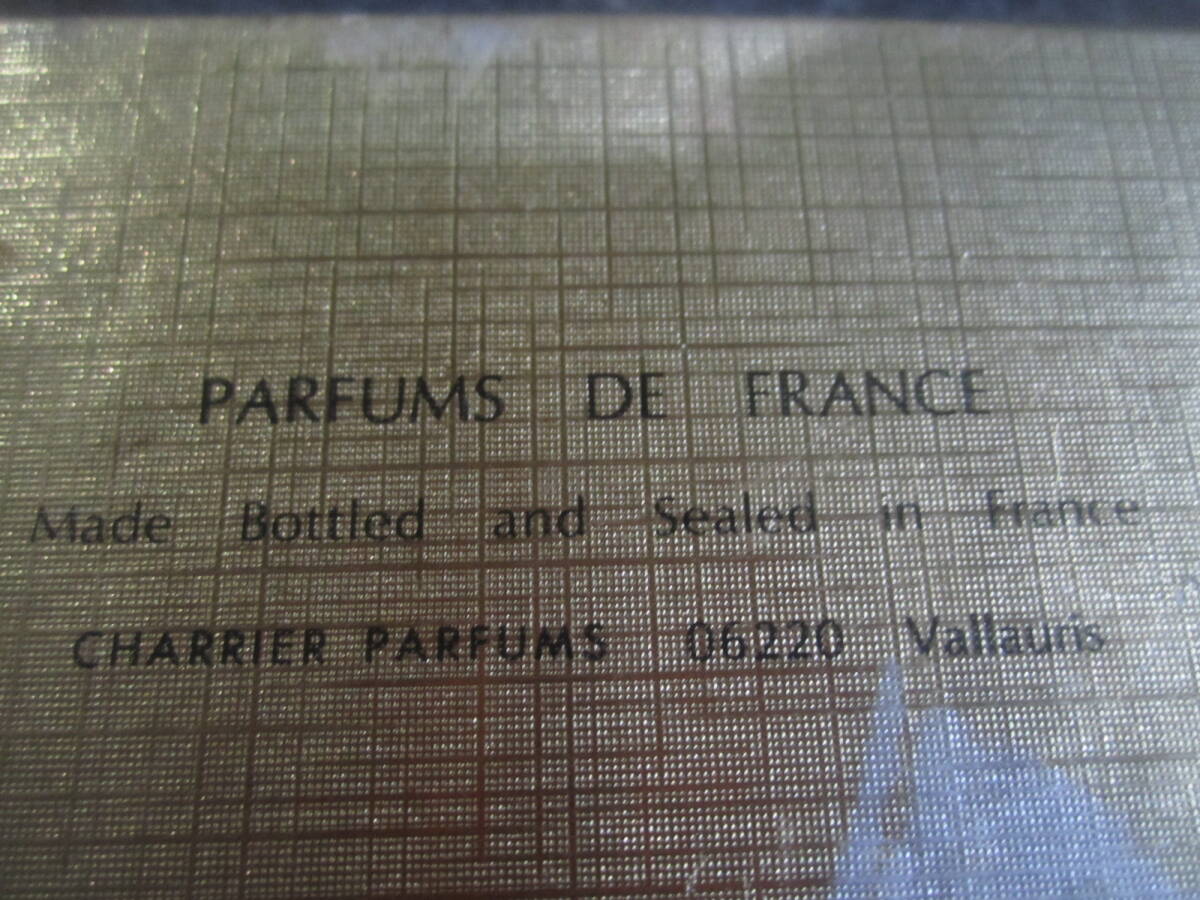 PARFUMS DE FRANCE
Made Bottled and Sealed in France
CHARRIER PARFUMS 06220 Vallauris